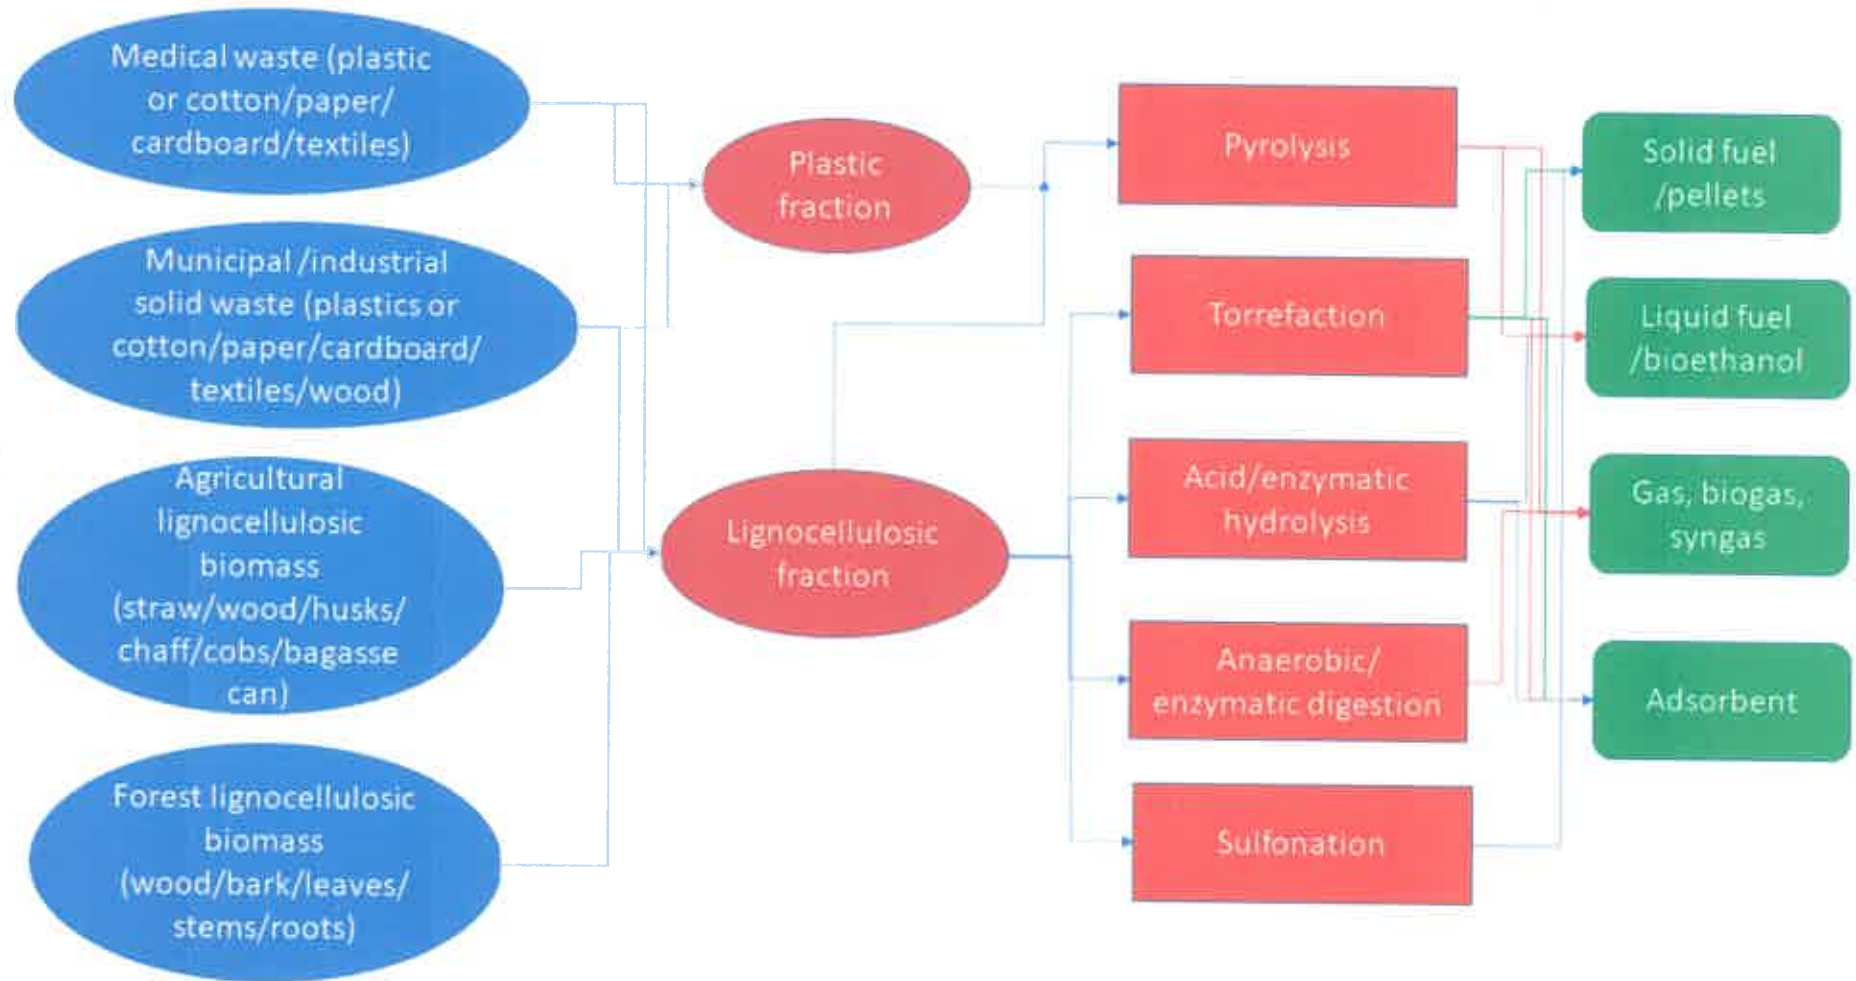 Medical waste (plastic
or cotton/paper/
cardboard/textiles)
Municipal/industrial
solid waste (plastics or
cotton/paper/cardboard/
textiles/wood)
Agricultural
lignocellulosic
biomass
(straw/wood/husks/
chaff/cobs/bagasse
can)
Forest lignocellulosic
biomass
(wood/bark/leaves/
stems/roots)
Plastic
fraction
Lignocellulosic
fraction
Pyrolysis
Torrefaction
Acid/enzymatic
hydrolysis
Anaerobic/
enzymatic digestion
Sulfonation
Solid fuel
/pellets
Liquid fuel
/bioethanol
Gas, biogas,
syngas
Adsorbent